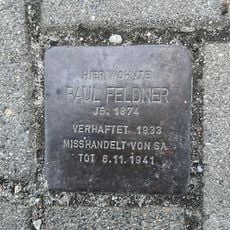 HIER WOHNTE
PAUL FELDNER
JG. 1874
VERHAFTET 1933
MISSHANDELT VON SA
TOT 6.11.1941